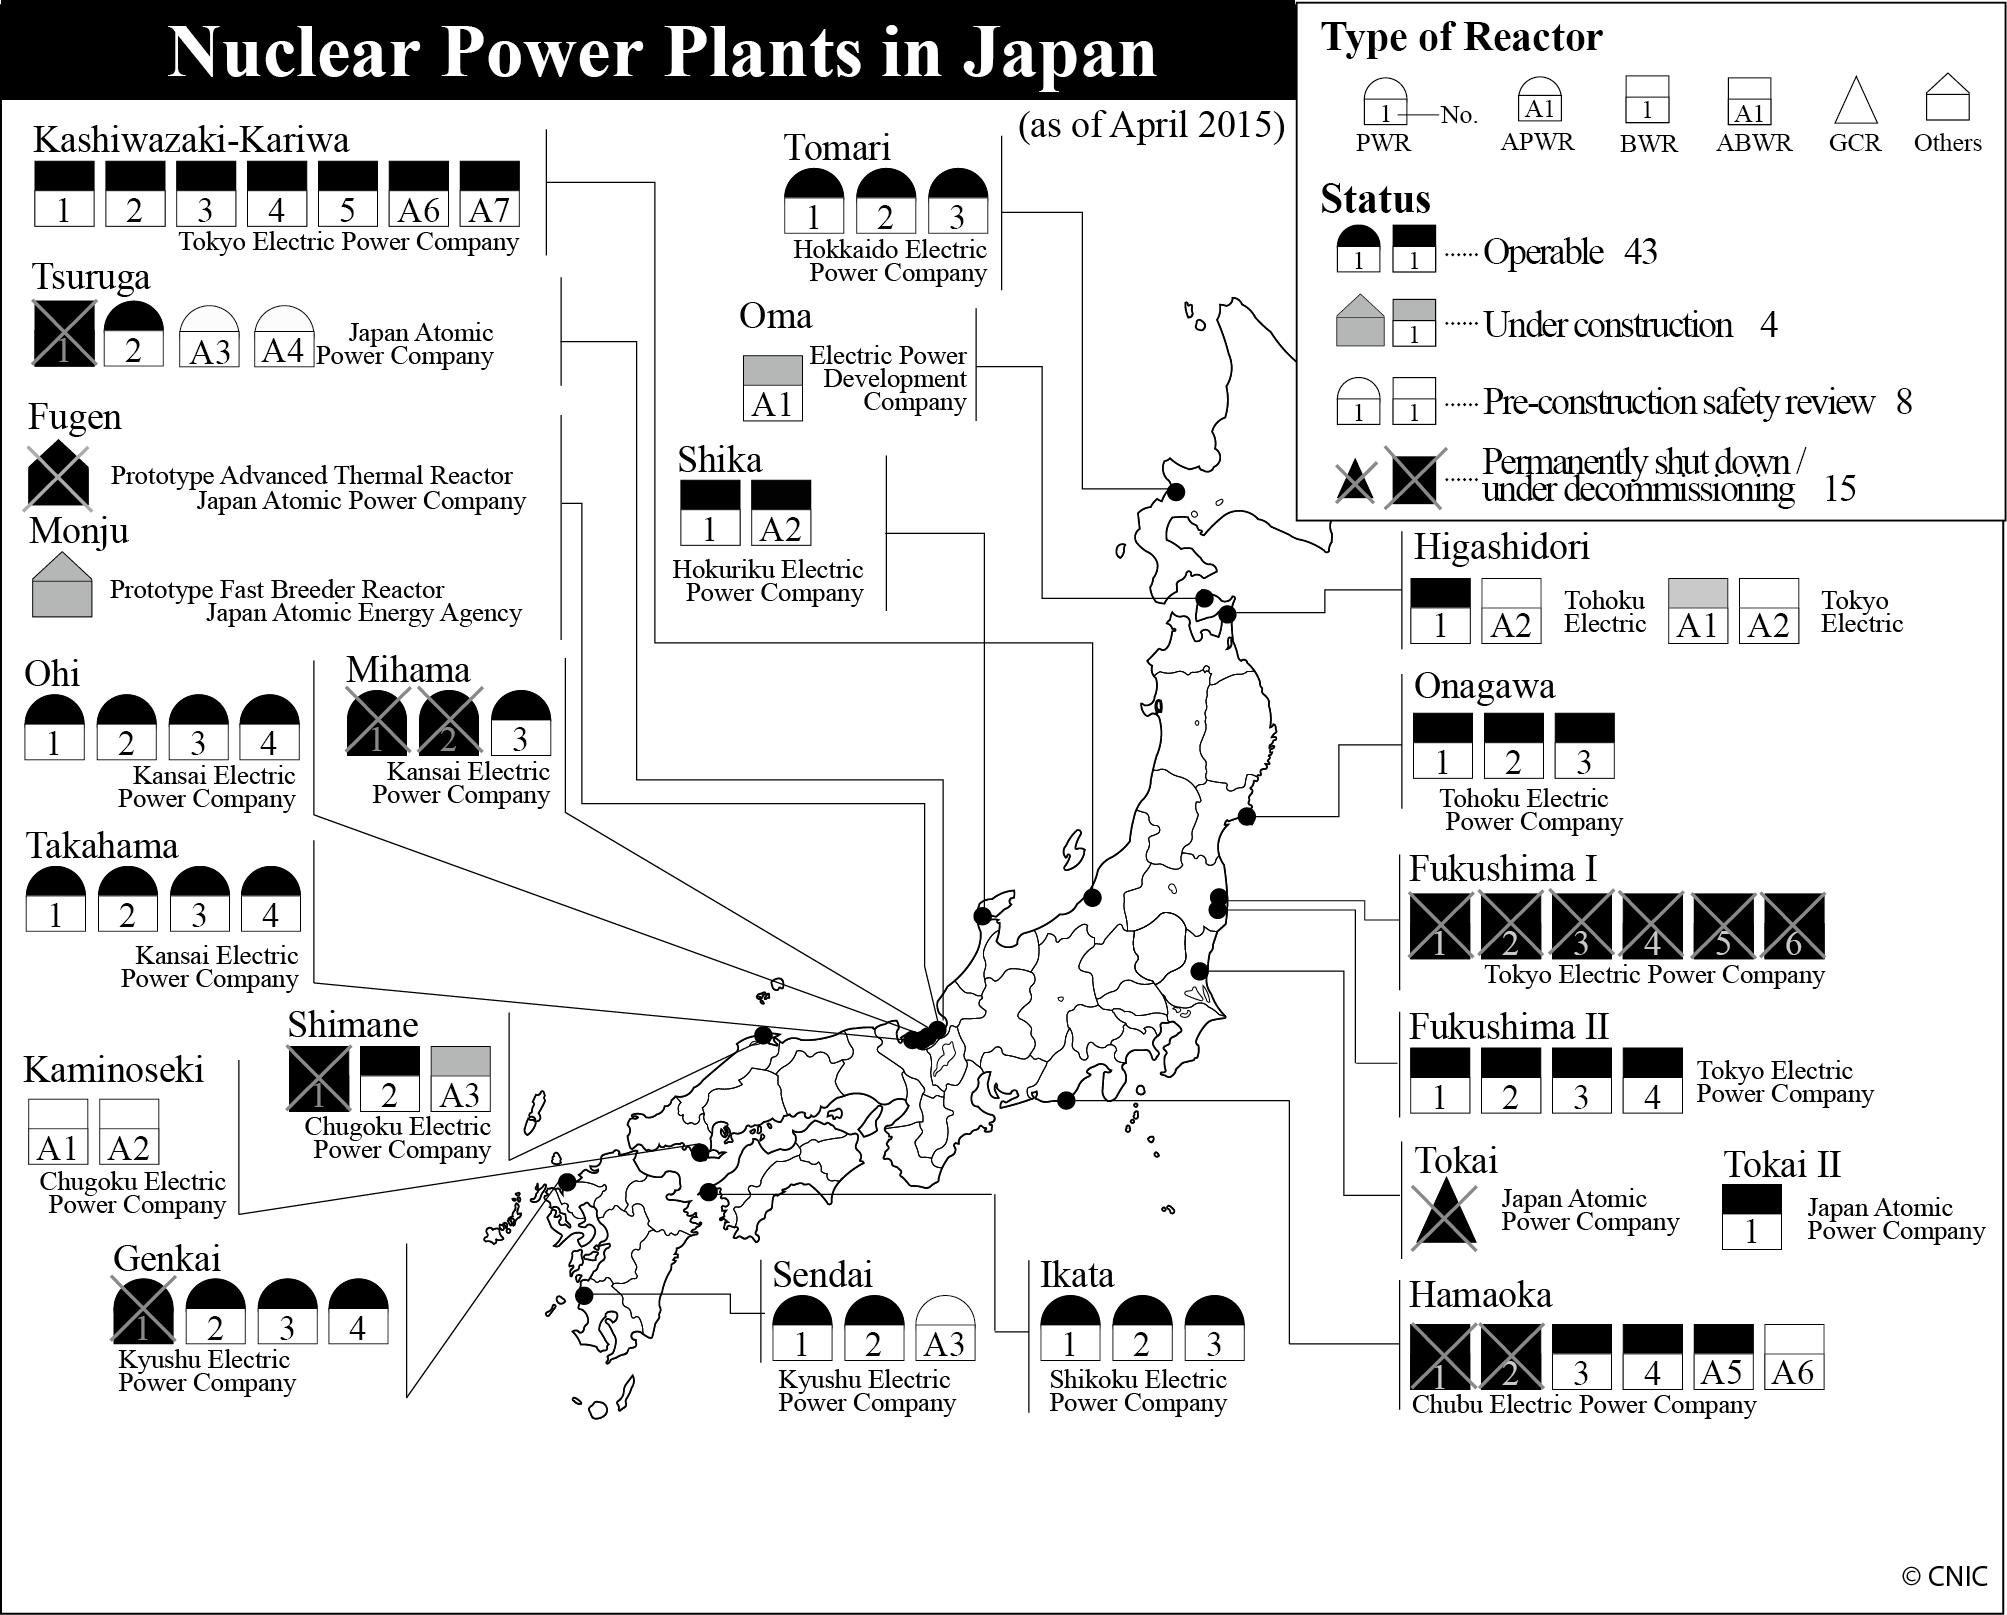 Nuclear Power Plants in Japan
(as of April 2015)
Type of Reactor
1 No.
A1
1
A1
PWR APWR BWR ABWR GCR Others
Status
1 1 ...... Operable 43
1 ...... Under construction 4
1 1 ...... Pre-construction safety review 8
...... Permanently shut down /
under decommissioning 15
Kashiwazaki-Kariwa
1 2 3 4 5 A6 A7
Tokyo Electric Power Company
Tsuruga
1 2 A3 A4
Japan Atomic
Power Company
Fugen
Prototype Advanced Thermal Reactor
Japan Atomic Power Company
Monju
Prototype Fast Breeder Reactor
Japan Atomic Energy Agency
Ohi
1 2 3 4
Kansai Electric
Power Company
Mihama
1 2 3
Kansai Electric
Power Company
Takahama
1 2 3 4
Kansai Electric
Power Company
Shimane
1 2 A3
Chugoku Electric
Power Company
Kaminoseki
A1 A2
Chugoku Electric
Power Company
Genkai
1 2 3 4
Kyushu Electric
Power Company
Tomari
1 2 3
Hokkaido Electric
Power Company
Oma
A1
Electric Power
Development
Company
Shika
1 A2
Hokuriku Electric
Power Company
Sendai
1 2 A3
Kyushu Electric
Power Company
Ikata
1 2 3
Shikoku Electric
Power Company
Higashidori
1 A2
Tohoku
Electric
A1 A2
Tokyo
Electric
Onagawa
1 2 3
Tohoku Electric
Power Company
Fukushima I
1 2 3 4 5 6
Tokyo Electric Power Company
Fukushima II
1 2 3 4
Tokyo Electric
Power Company
Tokai
Japan Atomic
Power Company
Tokai II
1
Japan Atomic
Power Company
Hamaoka
1 2 3 4 A5 A6
Chubu Electric Power Company
© CNIC